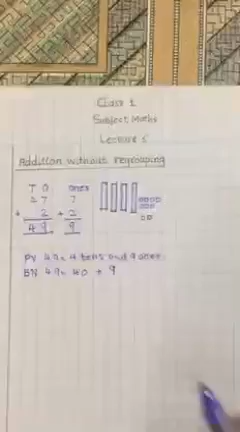 Class 1
Subject, Maths
Lecture 5
Addition without regrouping
T O ones
4 7 7
+ 2 + 2
4 9 9
PV 49 = 4 tens and 9 ones
BN 49 = 40 + 9